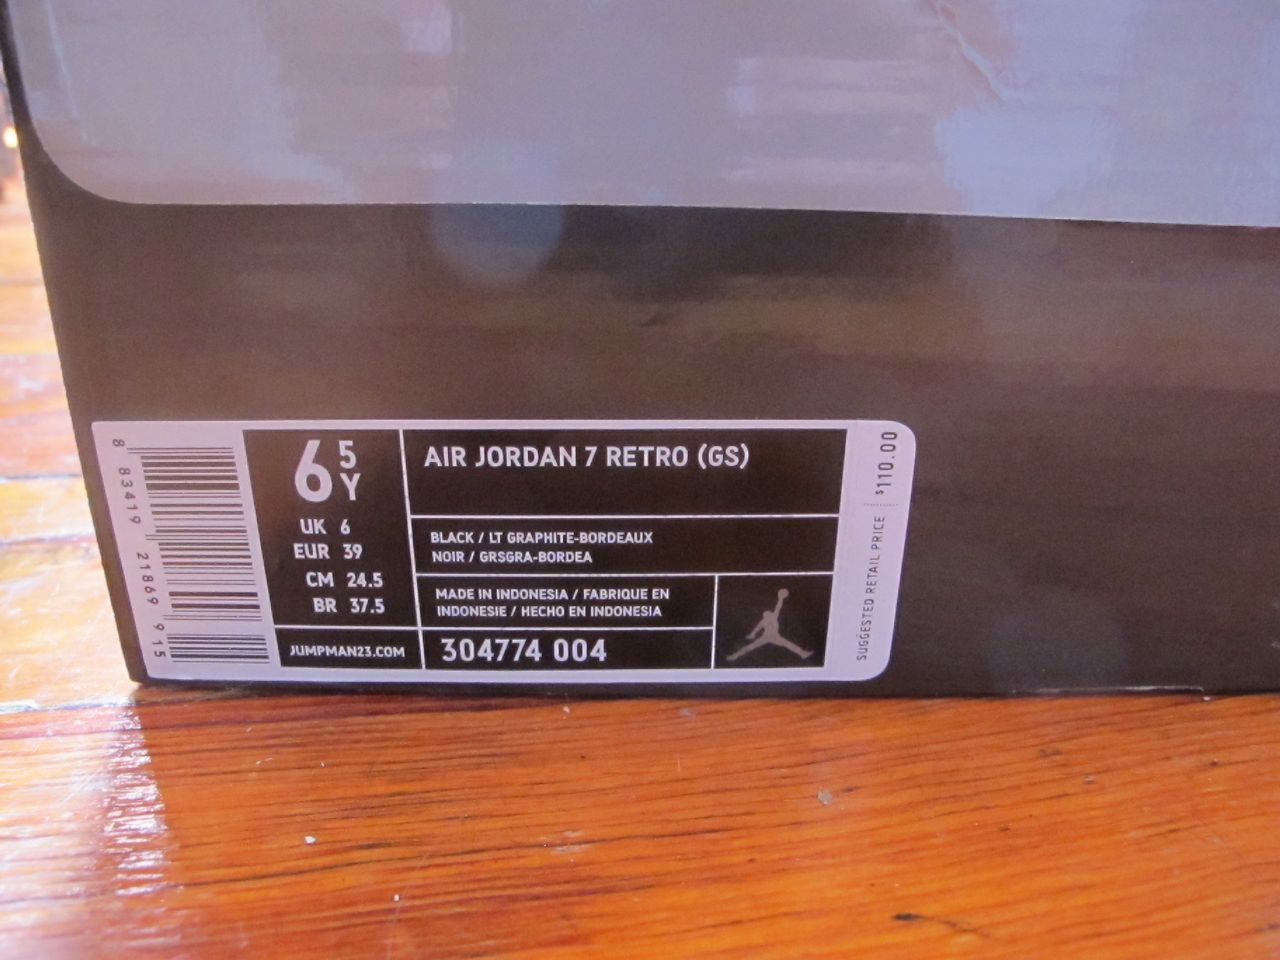 8 83419 21869 9 15
6 5 Y
UK 6
EUR 39
CM 24.5
BR 37.5
JUMPMAN23.COM
AIR JORDAN 7 RETRO (GS)
BLACK / LT GRAPHITE-BORDEAUX
NOIR / GRSGRA-BORDEA
MADE IN INDONESIA / FABRIQUE EN
INDONESIE / HECHO EN INDONESIA
304774 004
SUGGESTED RETAIL PRICE $110.00